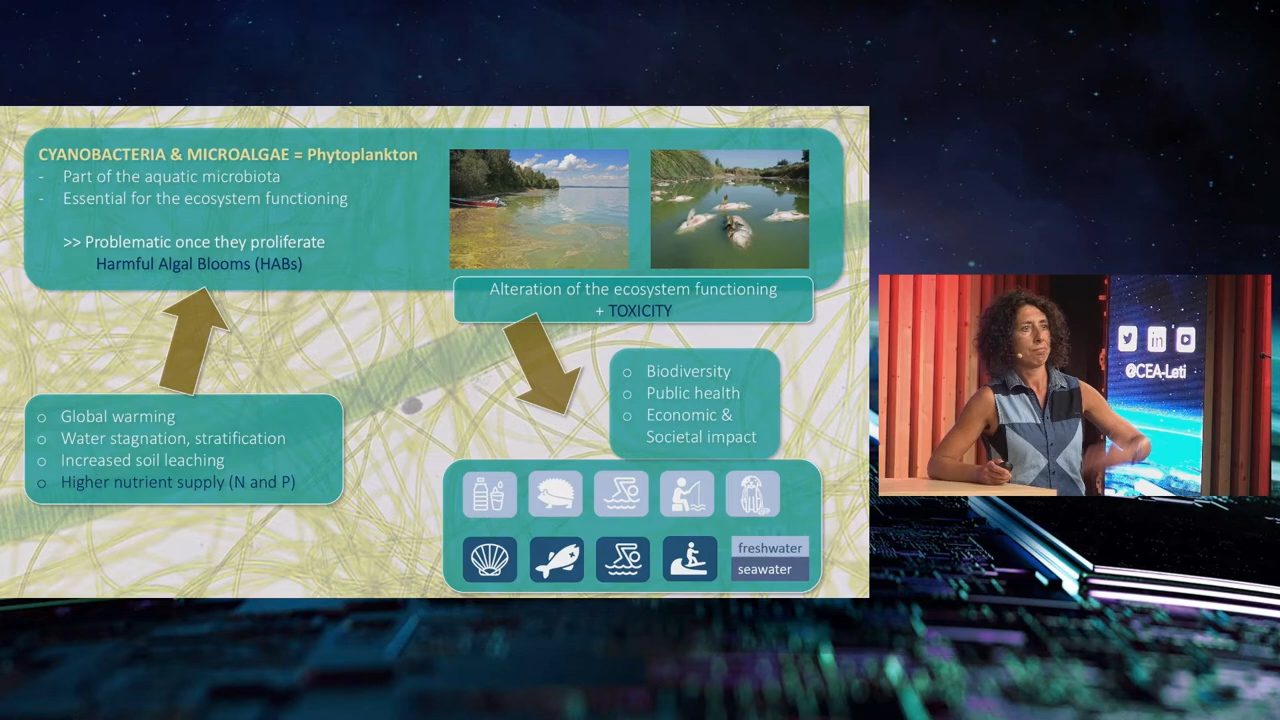 CYANOBACTERIA & MICROALGAE = Phytoplankton
- Part of the aquatic microbiota
- Essential for the ecosystem functioning
>> Problematic once they proliferate
Harmful Algal Blooms (HABs)
Alteration of the ecosystem functioning
+ TOXICITY
o Biodiversity
o Public health
o Economic &
Societal impact
o Global warming
o Water stagnation, stratification
o Increased soil leaching
o Higher nutrient supply (N and P)
freshwater
seawater
in
@CEA-Leti